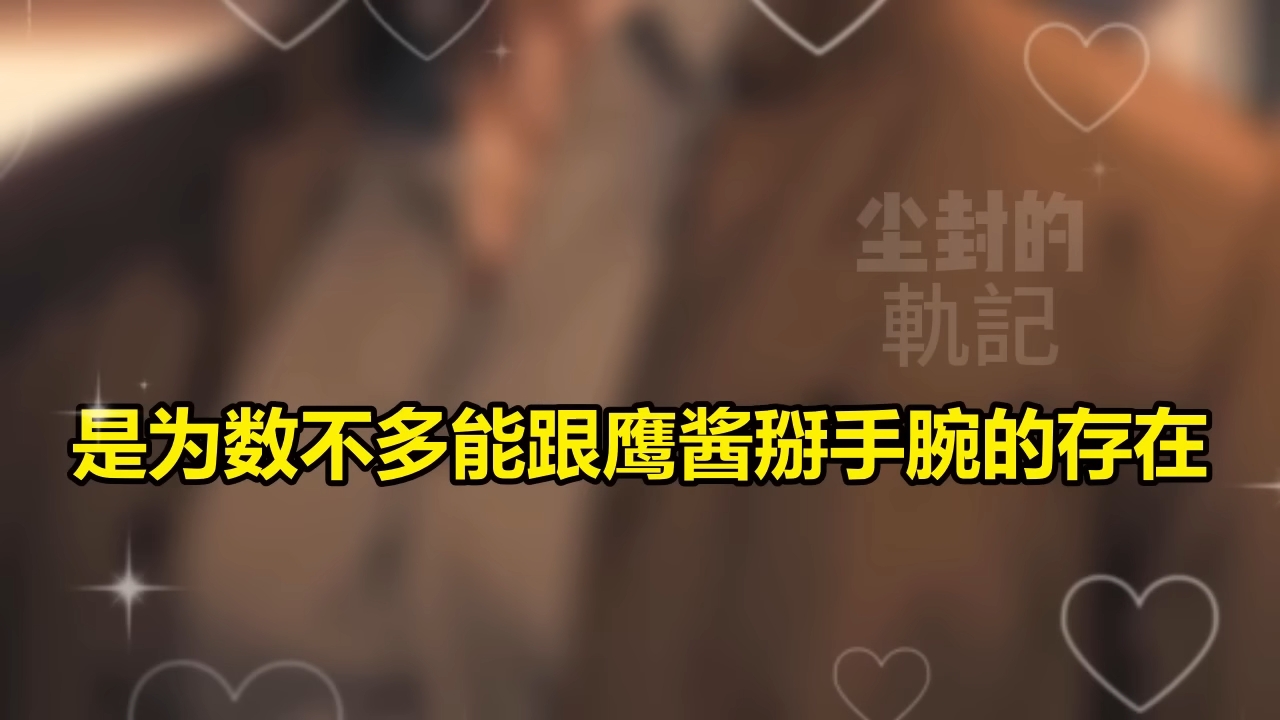 尘封的
軌記
是为数不多能跟鹰酱掰手腕的存在